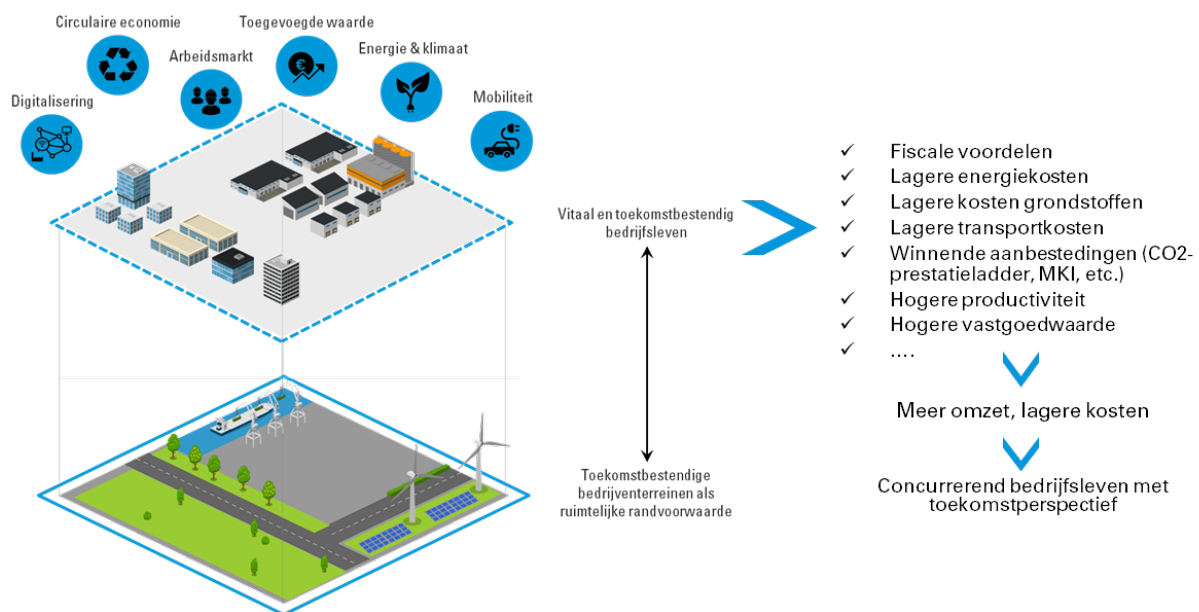 Circulaire economie
Toegevoegde waarde
Arbeidsmarkt
Energie & klimaat
Digitalisering
Mobiliteit
Vitaal en toekomstbestendig
bedrijfsleven
Toekomstbestendige
bedrijventerreinen als
ruimtelijke randvoorwaarde
✓ Fiscale voordelen
✓ Lagere energiekosten
✓ Lagere kosten grondstoffen
✓ Lagere transportkosten
✓ Winnende aanbestedingen (CO2-
prestatieladder, MKI, etc.)
✓ Hogere productiviteit
✓ Hogere vastgoedwaarde
✓ ....
Meer omzet, lagere kosten
Concurrerend bedrijfsleven met
toekomstperspectief